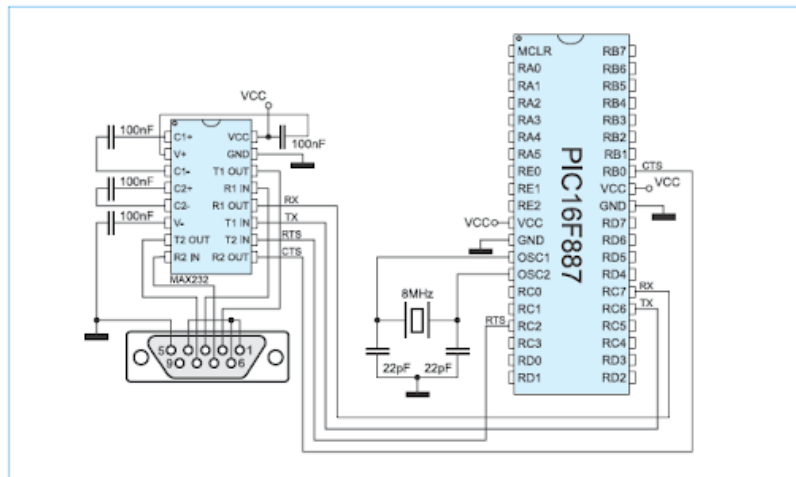 VCC
100nF
C1+
VCC
100nF
V+
GND
C1-
T1 OUT
100nF
C2+
R1 IN
C2-
R1 OUT
RX
100nF
V-
T1 IN
TX
T2 OUT
T2 IN
RTS
R2 IN
R2 OUT
CTS
MAX232
5
1
9
6
PIC16F887
MCLR
RB7
RA0
RB6
RA1
RB5
RA2
RB4
RA3
RB3
RA4
RB2
RA5
RB1
RE0
RB0
CTS
RE1
VCC
VCC
RE2
GND
VCC
VCC
RD7
GND
RD6
OSC1
RD5
OSC2
RD4
RC0
RC7
RX
RC1
RC6
TX
RTS
RC2
RC5
RC3
RC4
RD0
RD3
RD1
RD2
8MHz
22pF
22pF